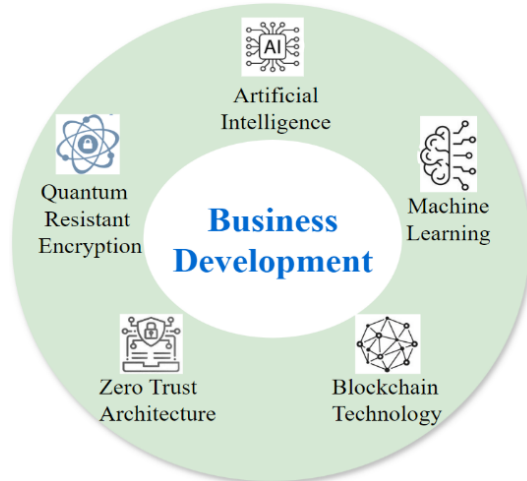 AI
Artificial
Intelligence
Quantum
Resistant
Encryption
Machine
Learning
Business
Development
Zero Trust
Architecture
Blockchain
Technology